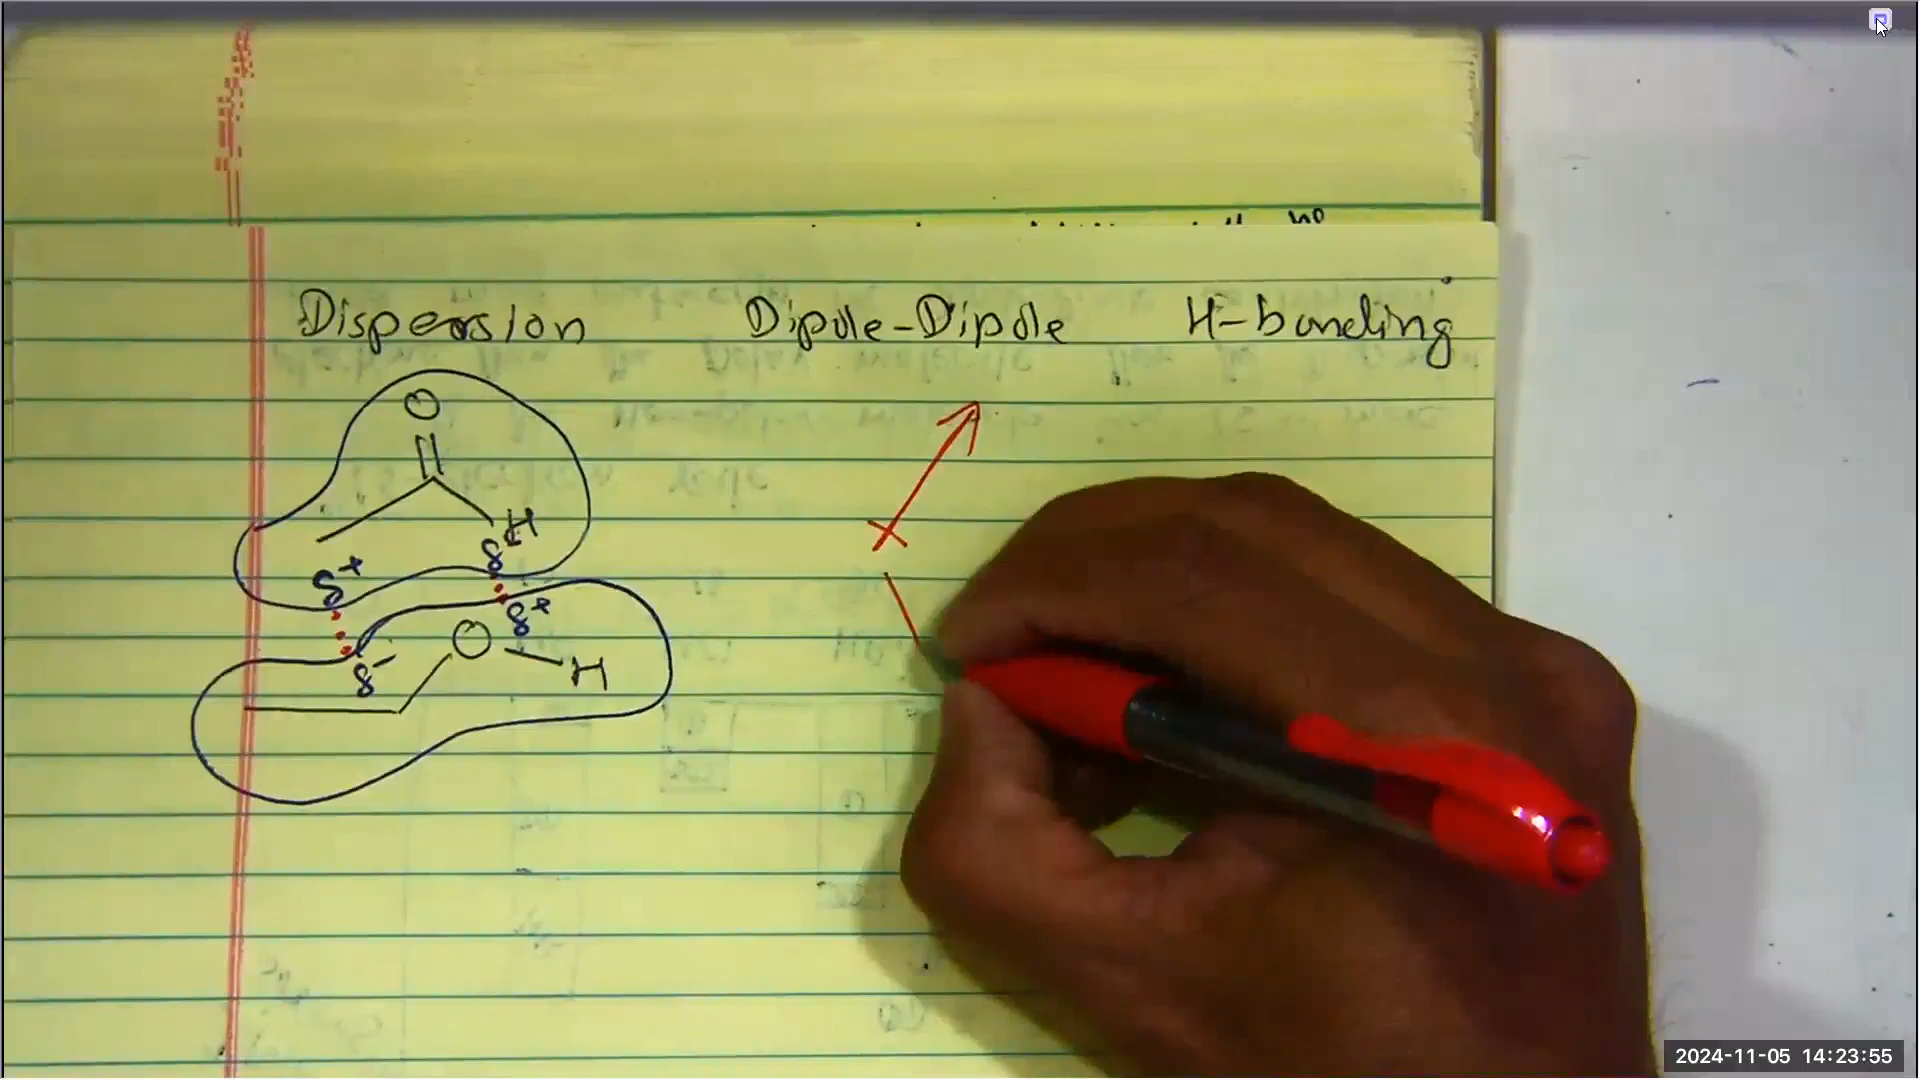 Dispersion Dipole-Dipole H-bonding
O
H
δ+ δ-
δ- O δ+
H
2024-11-05 14:23:55